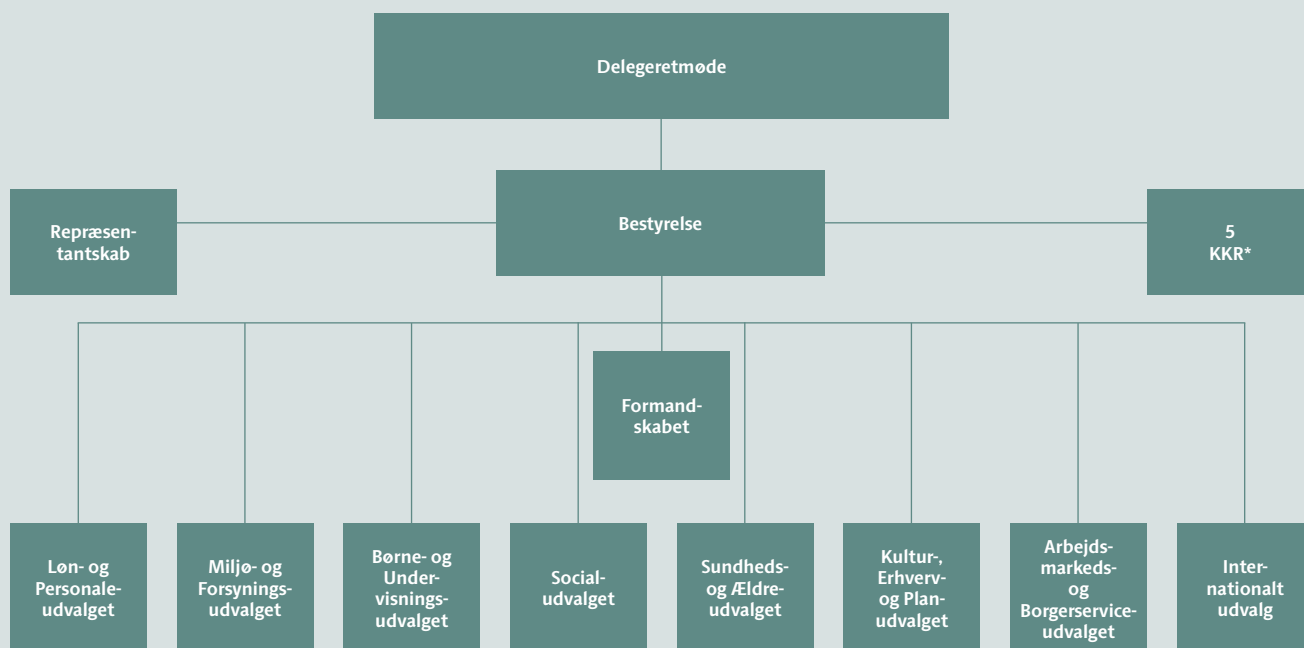 Delegeretmøde
Bestyrelse
Repræsen-
tantskab
5
KKR*
Formand-
skabet
Løn- og
Personale-
udvalget
Miljø- og
Forsynings-
udvalget
Børne- og
Under-
visnings-
udvalget
Social-
udvalget
Sundheds-
og Ældre-
udvalget
Kultur-,
Erhverv-
og Plan-
udvalget
Arbejds-
markeds-
og
Borgerservice-
udvalget
Inter-
nationalt
udvalg